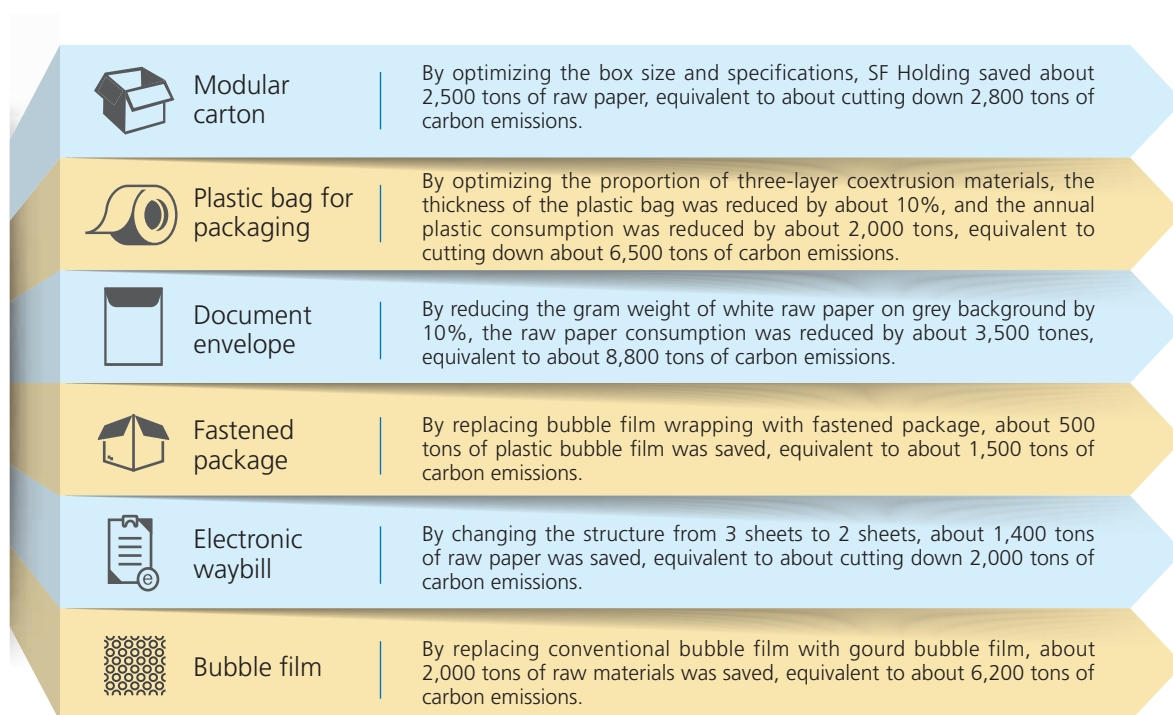 Modular
carton
By optimizing the box size and specifications, SF Holding saved about
2,500 tons of raw paper, equivalent to about cutting down 2,800 tons of
carbon emissions.
Plastic bag for
packaging
By optimizing the proportion of three-layer coextrusion materials, the
thickness of the plastic bag was reduced by about 10%, and the annual
plastic consumption was reduced by about 2,000 tons, equivalent to
cutting down about 6,500 tons of carbon emissions.
Document
envelope
By reducing the gram weight of white raw paper on grey background by
10%, the raw paper consumption was reduced by about 3,500 tones,
equivalent to about 8,800 tons of carbon emissions.
Fastened
package
By replacing bubble film wrapping with fastened package, about 500
tons of plastic bubble film was saved, equivalent to about 1,500 tons of
carbon emissions.
e
Electronic
waybill
By changing the structure from 3 sheets to 2 sheets, about 1,400 tons
of raw paper was saved, equivalent to about cutting down 2,000 tons of
carbon emissions.
Bubble film
By replacing conventional bubble film with gourd bubble film, about
2,000 tons of raw materials was saved, equivalent to about 6,200 tons of
carbon emissions.